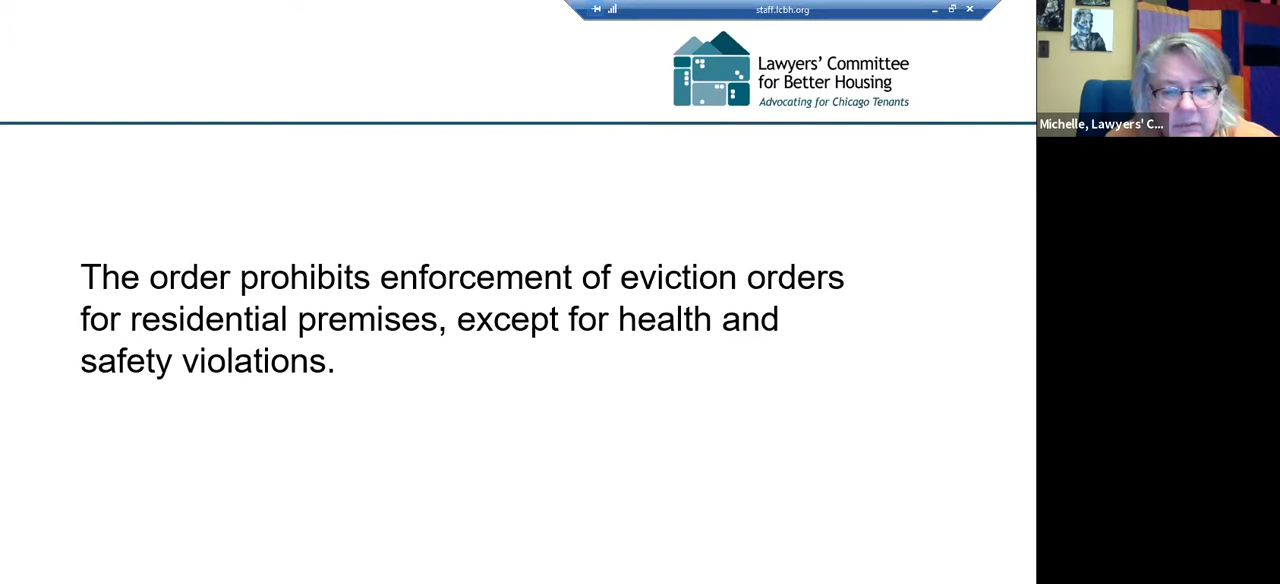 staff.lcbh.org
Lawyers' Committee
for Better Housing
Advocating for Chicago Tenants
Michelle, Lawyers' C...
The order prohibits enforcement of eviction orders
for residential premises, except for health and
safety violations.